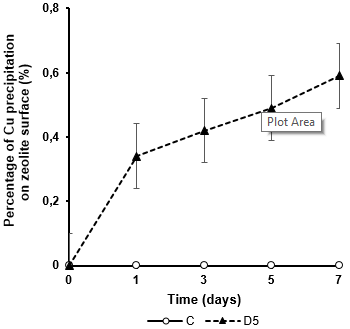 Percentage of Cu precipitation
on zeolite surface (%)
0,8
0,6
0,4
0,2
0
Plot Area
0 1 3 5 7
Time (days)
C D5